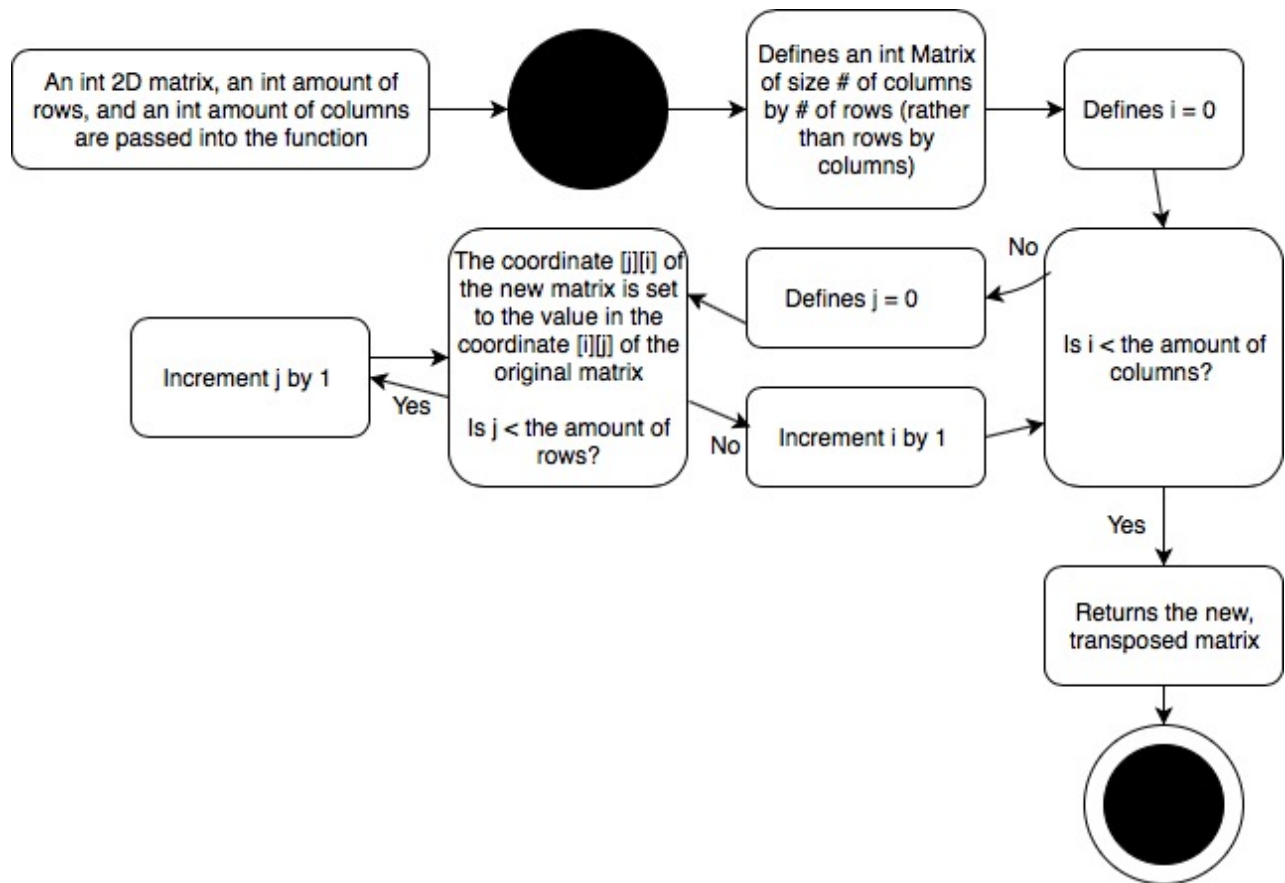 An int 2D matrix, an int amount of
rows, and an int amount of columns
are passed into the function
Defines an int Matrix
of size # of columns
by # of rows (rather
than rows by
columns)
Defines i = 0
Is i < the amount of
columns?
No
Defines j = 0
The coordinate [j][i] of
the new matrix is set
to the value in the
coordinate [i][j] of the
original matrix
Is j < the amount of
rows?
Yes
Increment j by 1
No
Increment i by 1
Yes
Returns the new,
transposed matrix